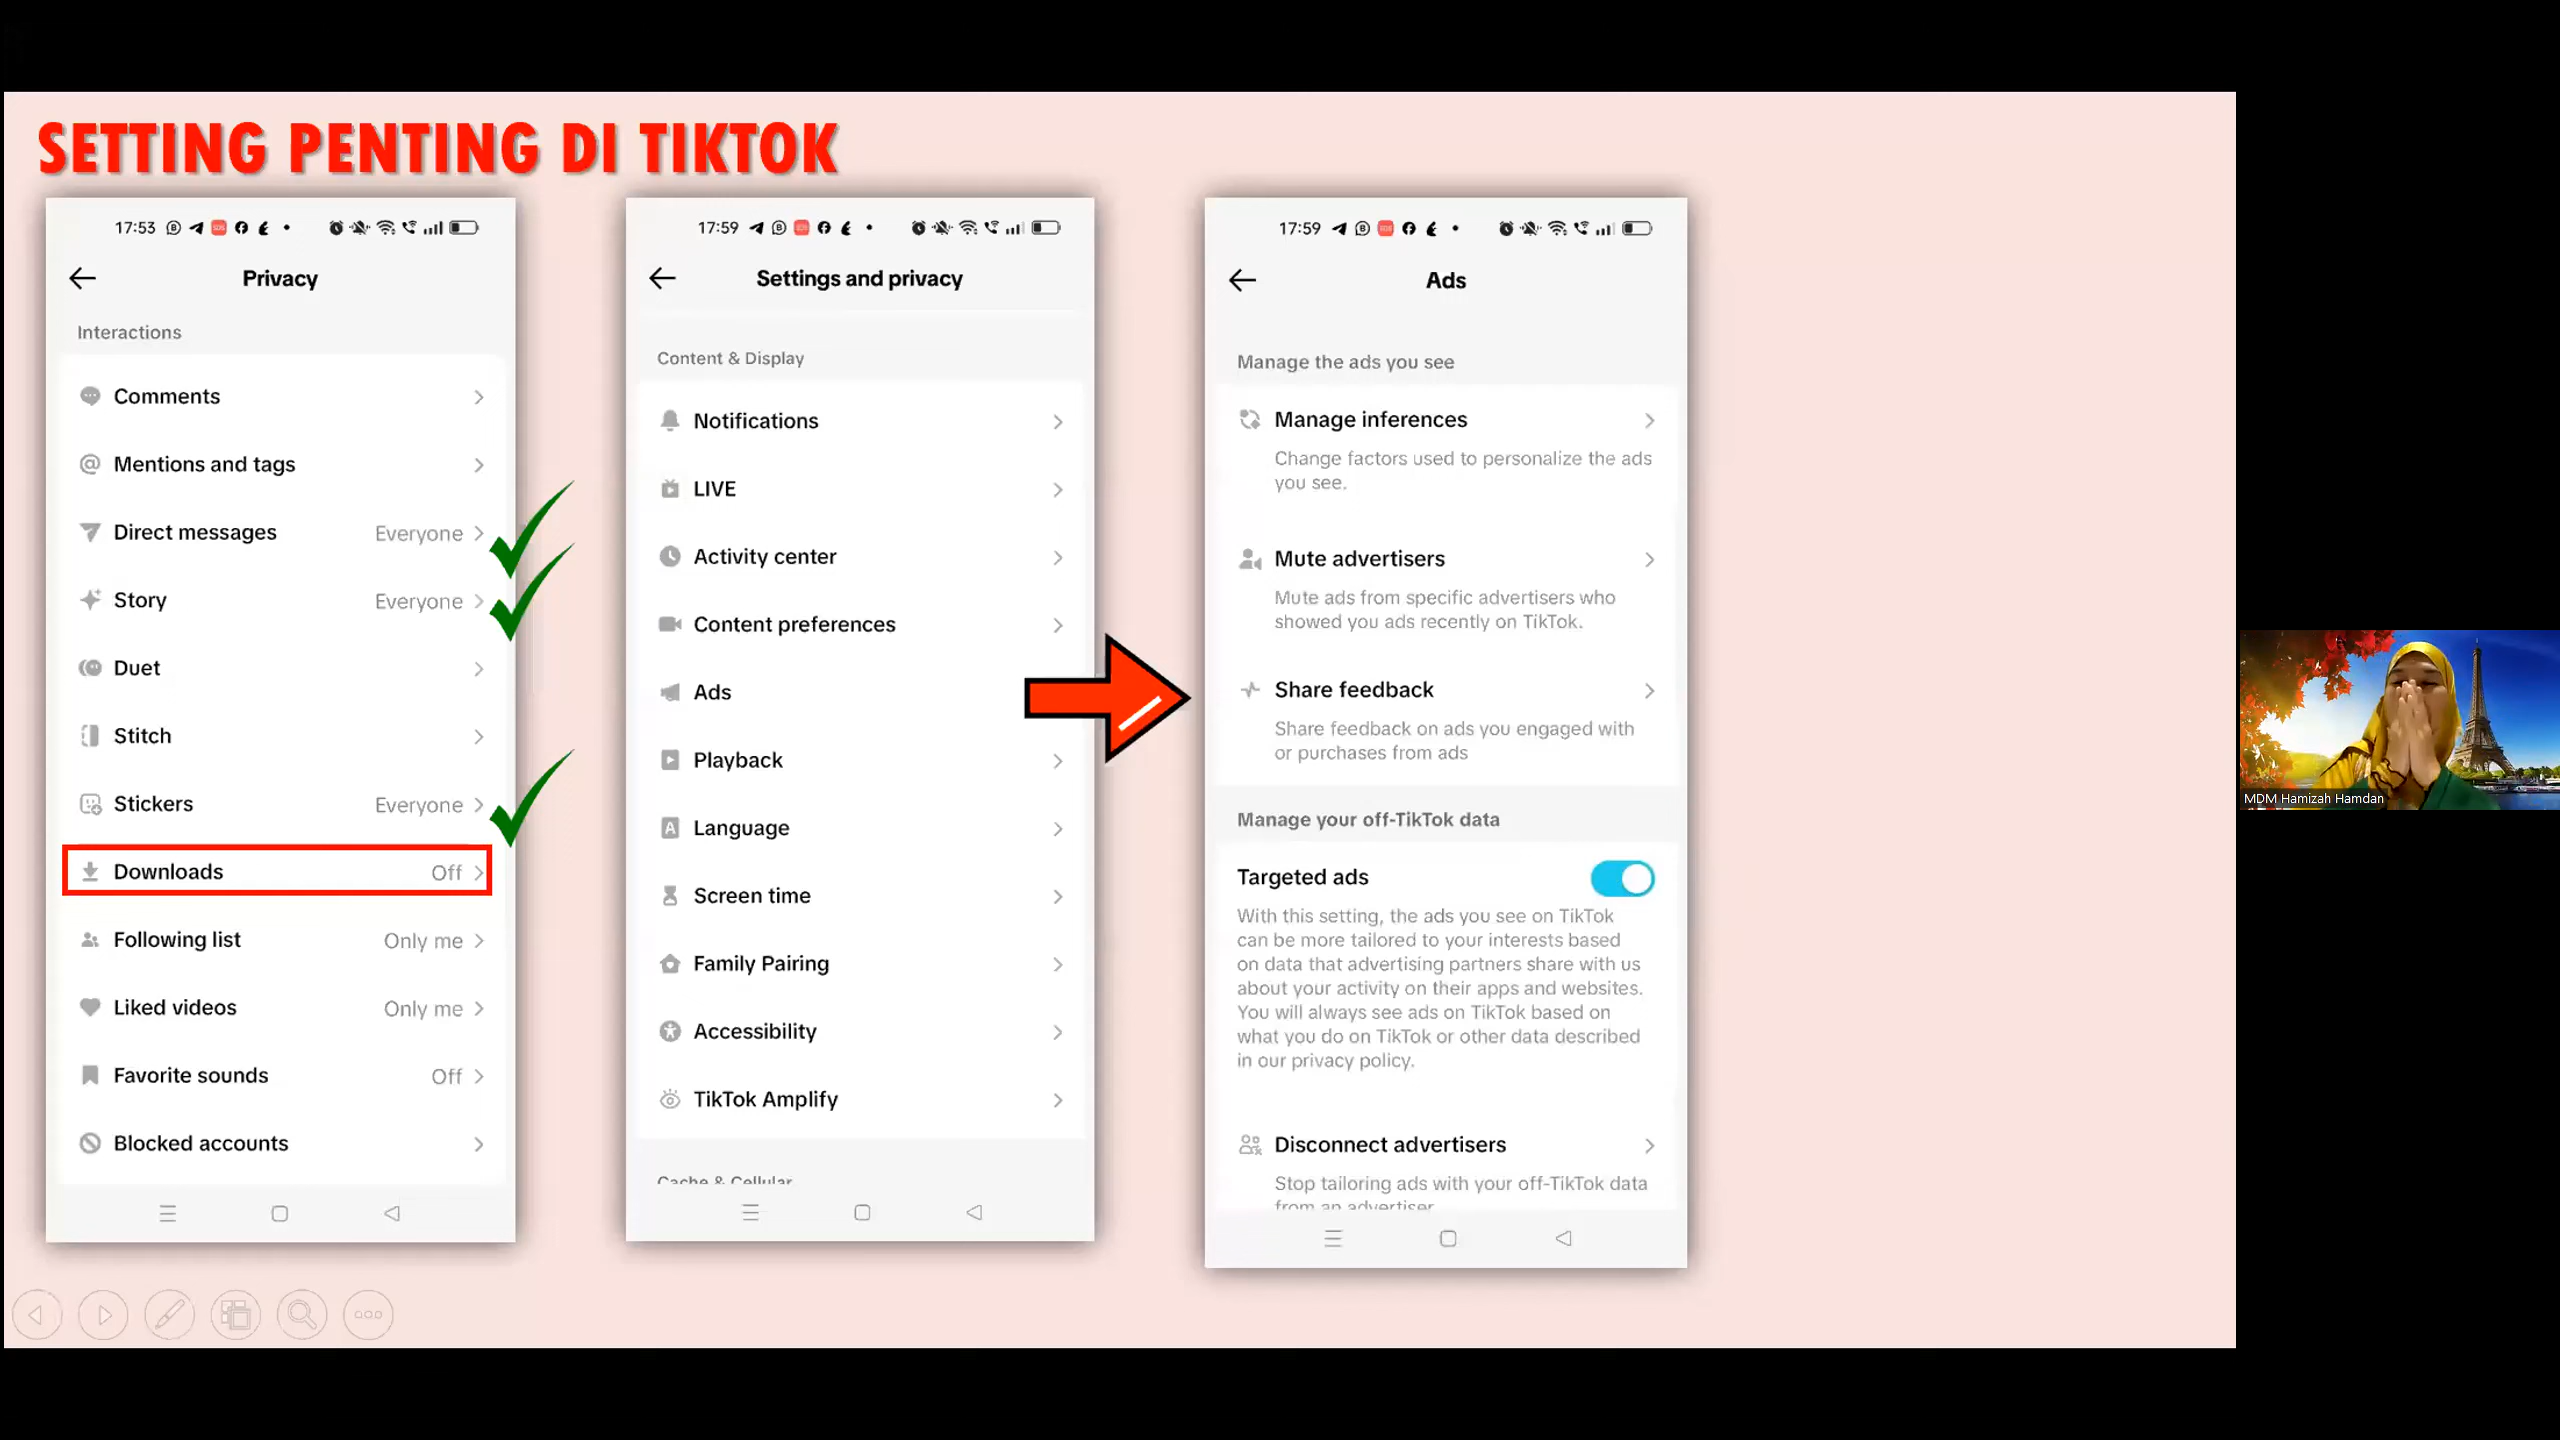 SETTING PENTING DI TIKTOK
17:53
Privacy
Interactions
Comments
Mentions and tags
Direct messages Everyone
Story Everyone
Duet
Stitch
Stickers Everyone
Downloads Off
Following list Only me
Liked videos Only me
Favorite sounds Off
Blocked accounts
17:59
Settings and privacy
Content & Display
Notifications
LIVE
Activity center
Content preferences
Ads
Playback
Language
Screen time
Family Pairing
Accessibility
TikTok Amplify
Cache & Cellular
17:59
Ads
Manage the ads you see
Manage inferences
Change factors used to personalize the ads
you see.
Mute advertisers
Mute ads from specific advertisers who
showed you ads recently on TikTok.
Share feedback
Share feedback on ads you engaged with
or purchases from ads
Manage your off-TikTok data
Targeted ads
With this setting, the ads you see on TikTok
can be more tailored to your interests based
on data that advertising partners share with us
about your activity on their apps and websites.
You will always see ads on TikTok based on
what you do on TikTok or other data described
in our privacy policy.
Disconnect advertisers
Stop tailoring ads with your off-TikTok data
from an advertiser
MDM Hamizah Hamdan